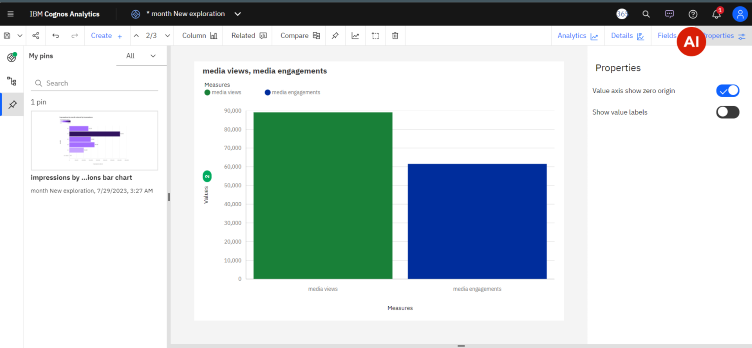 IBM Cognos Analytics
* month New exploration
1
Create +
2/3
Column
Related
Compare
Analytics
Details
Fields
AI
roperties
My pins
All
Search
1 pin
impressions by ...ions bar chart
month New exploration, 7/29/2023, 3:27 AM
media views, media engagements
Measures
media views
media engagements
90,000
80,000
70,000
60,000
50,000
40,000
30,000
20,000
10,000
0
Values
2
media views
media engagements
Measures
Properties
Value axis show zero origin
Show value labels